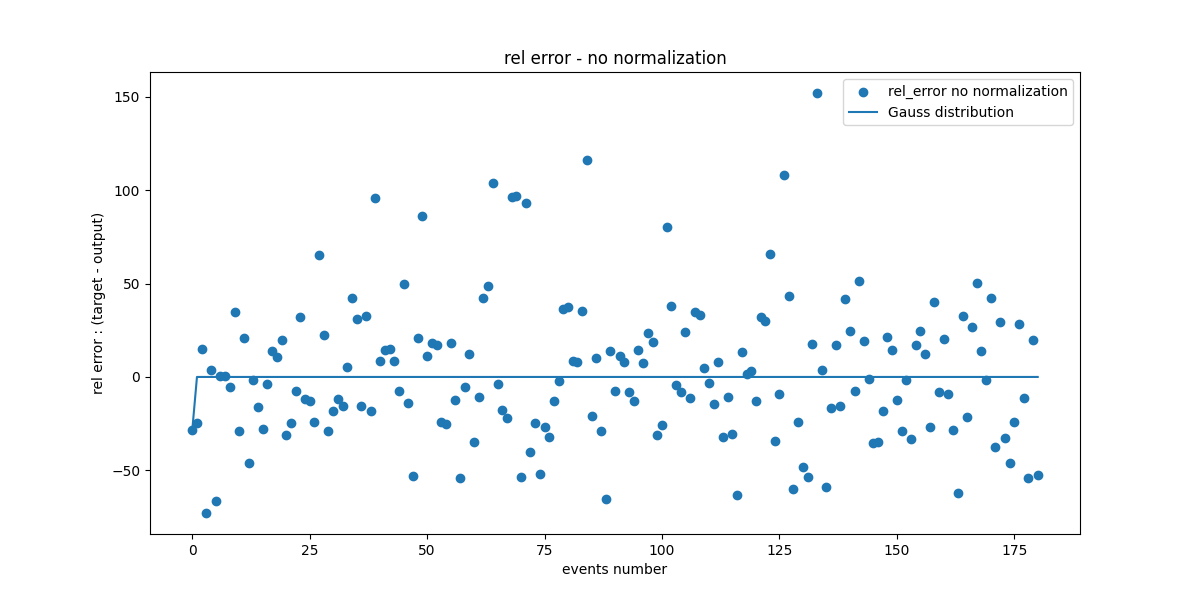 rel error - no normalization
rel_error no normalization
Gauss distribution
150
100
50
0
−50
rel error : (target - output)
0
25
50
75
100
125
150
175
events number